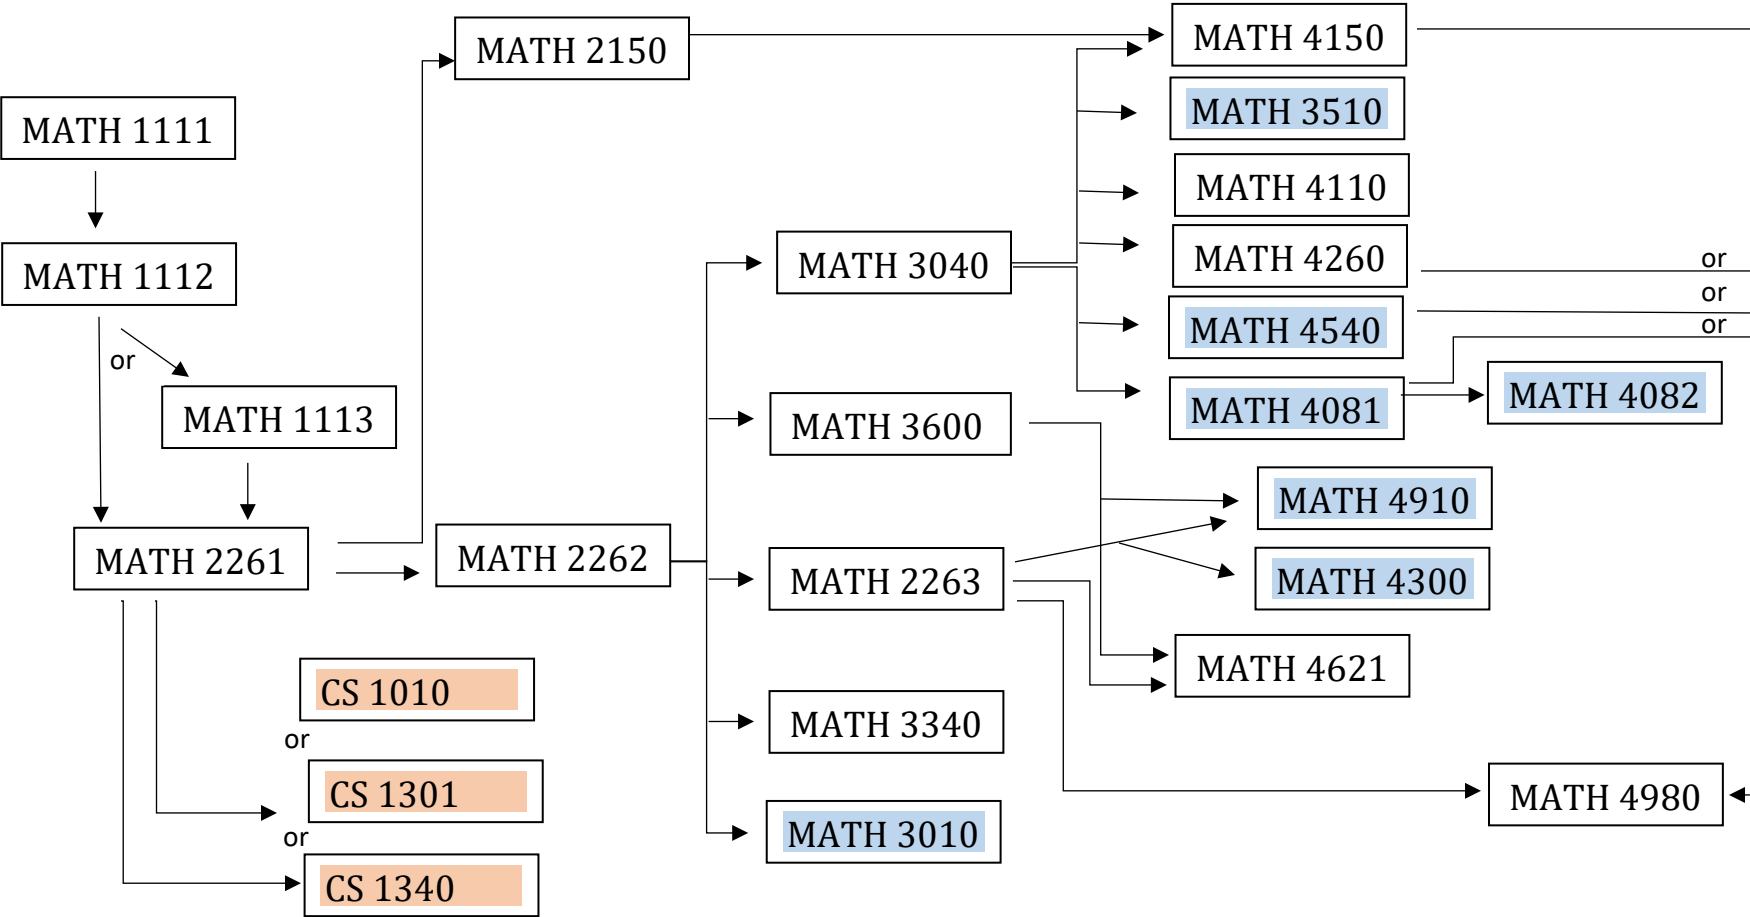 MATH 2150
MATH 4150
MATH 3510
MATH 1111
MATH 4110
MATH 1112
MATH 3040
MATH 4260
or
or
or
MATH 4540
or
MATH 1113
MATH 3600
MATH 4081
MATH 4082
MATH 4910
MATH 2261
MATH 2262
MATH 2263
MATH 4300
MATH 4621
CS 1010
or
MATH 3340
CS 1301
MATH 4980
or
MATH 3010
CS 1340